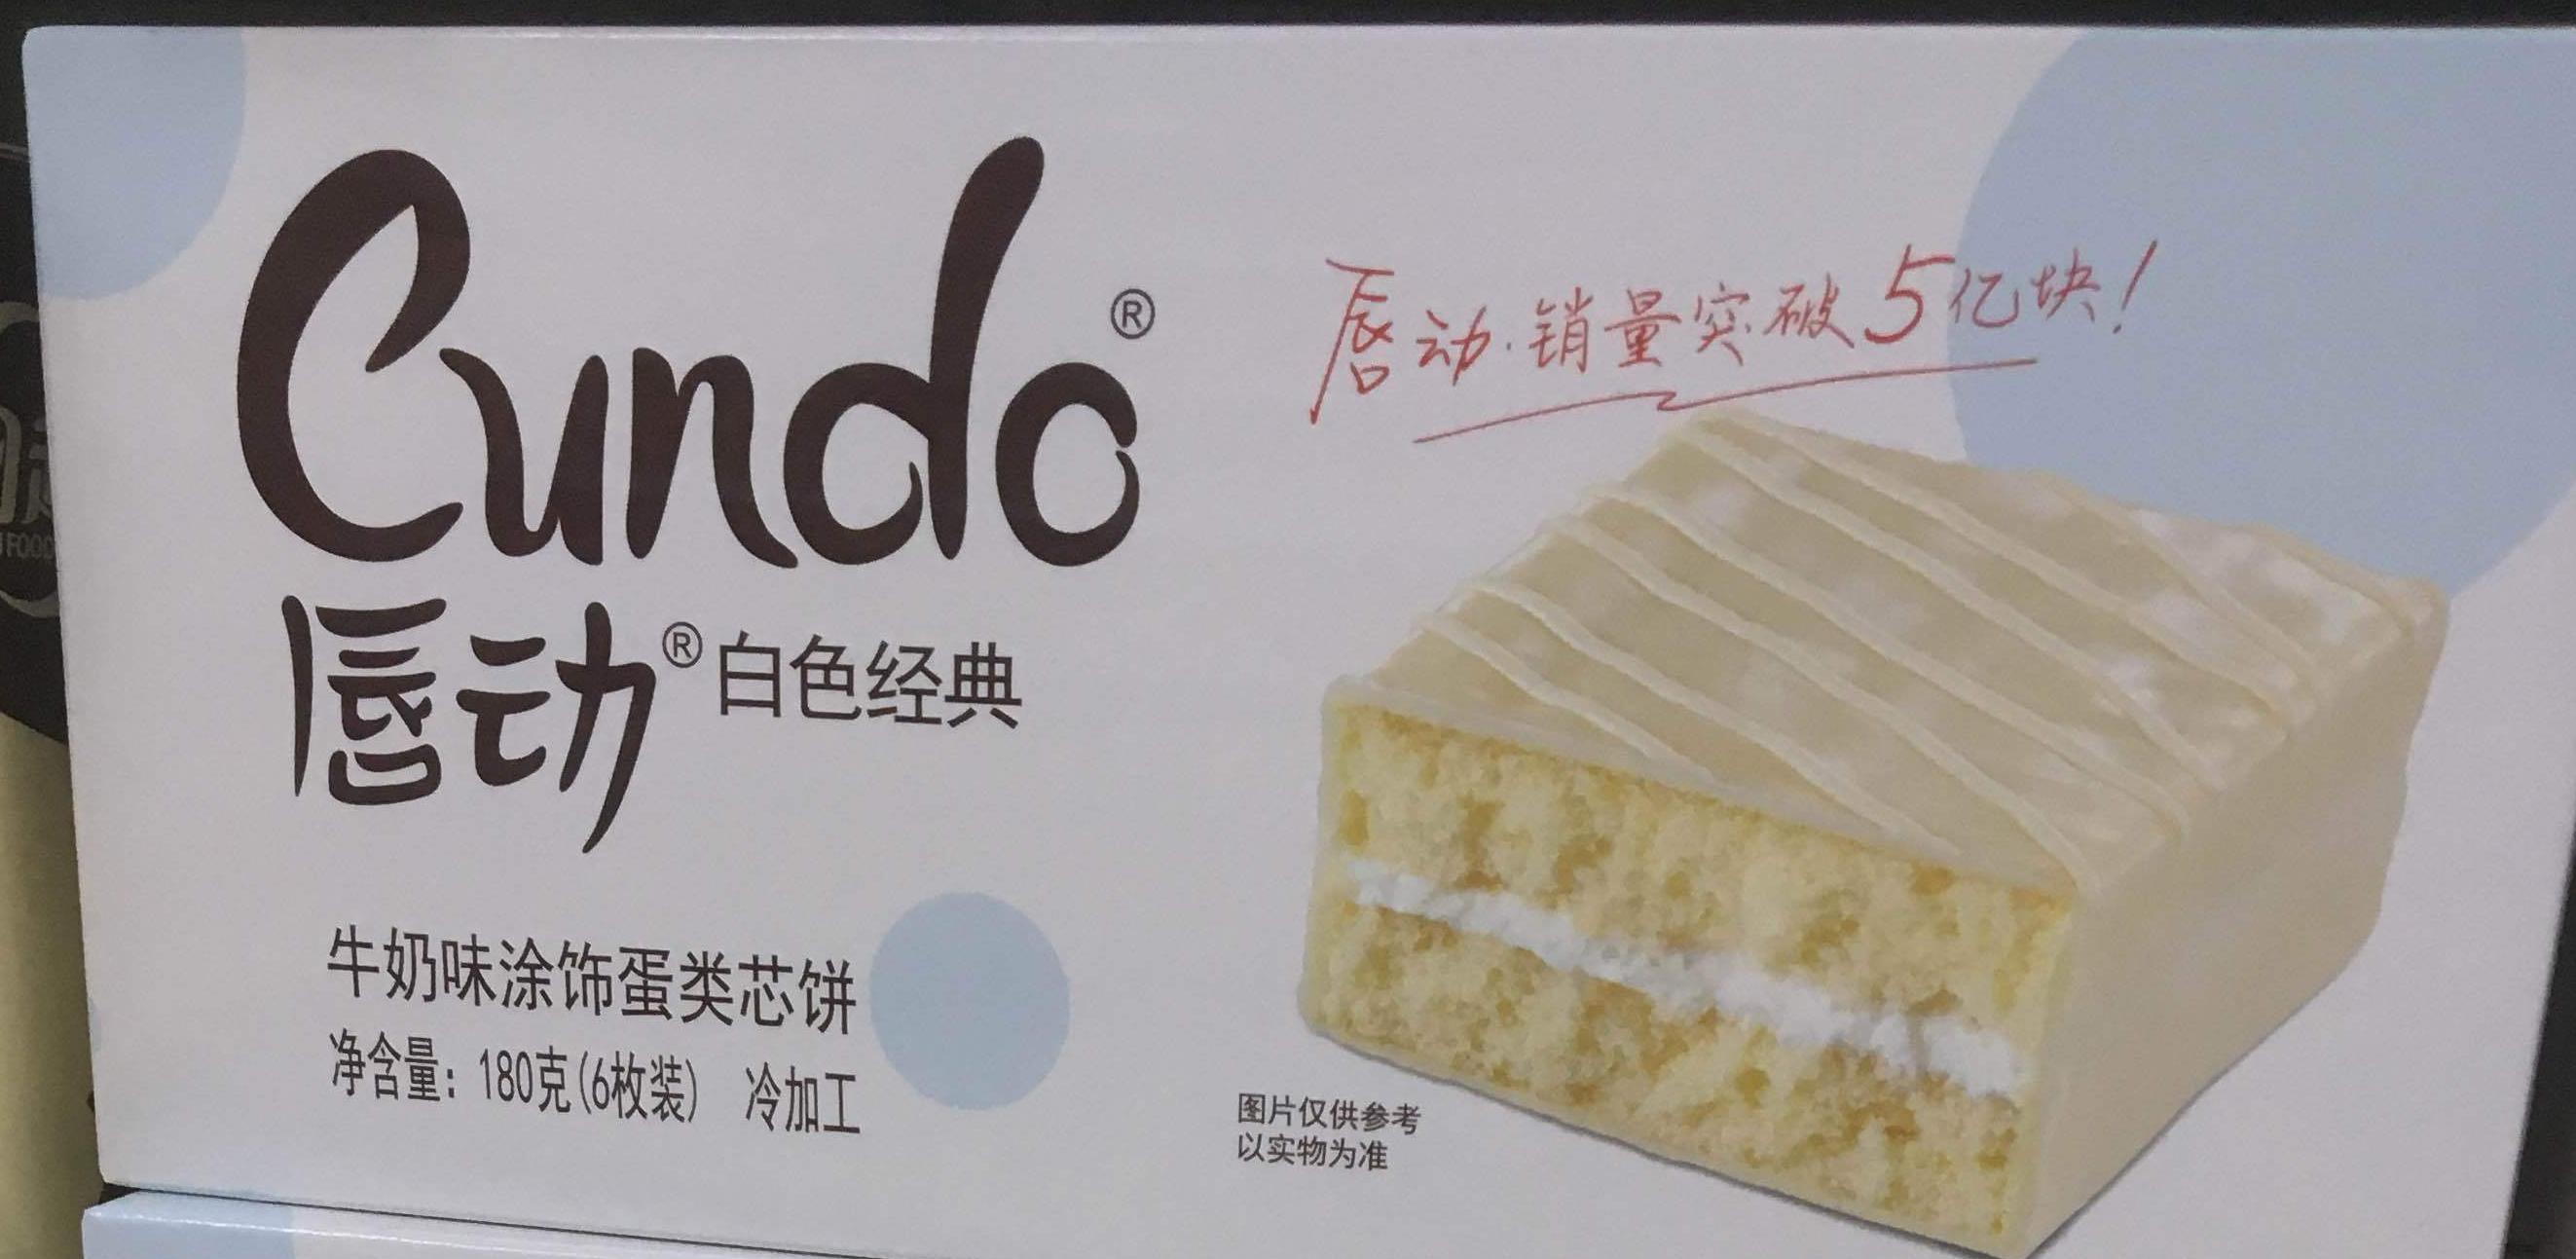 Cundo®
唇动®白色经典
唇动·销量突破5亿块！
牛奶味涂饰蛋类芯饼
净含量：180克(6枚装) 冷加工
图片仅供参考
以实物为准
FOOD